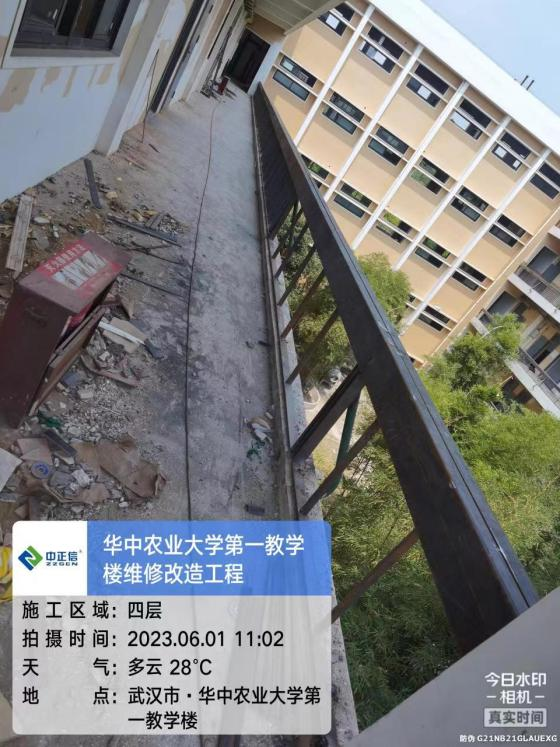 中正信
ZZGCN
华中农业大学第一教学
楼维修改造工程
施工区域：四层
拍摄时间：2023.06.01 11:02
天气：多云 28℃
地点：武汉市·华中农业大学第
一教学楼
今日水印
相机
真实时间
防伪 G21NB21GLAUEXG